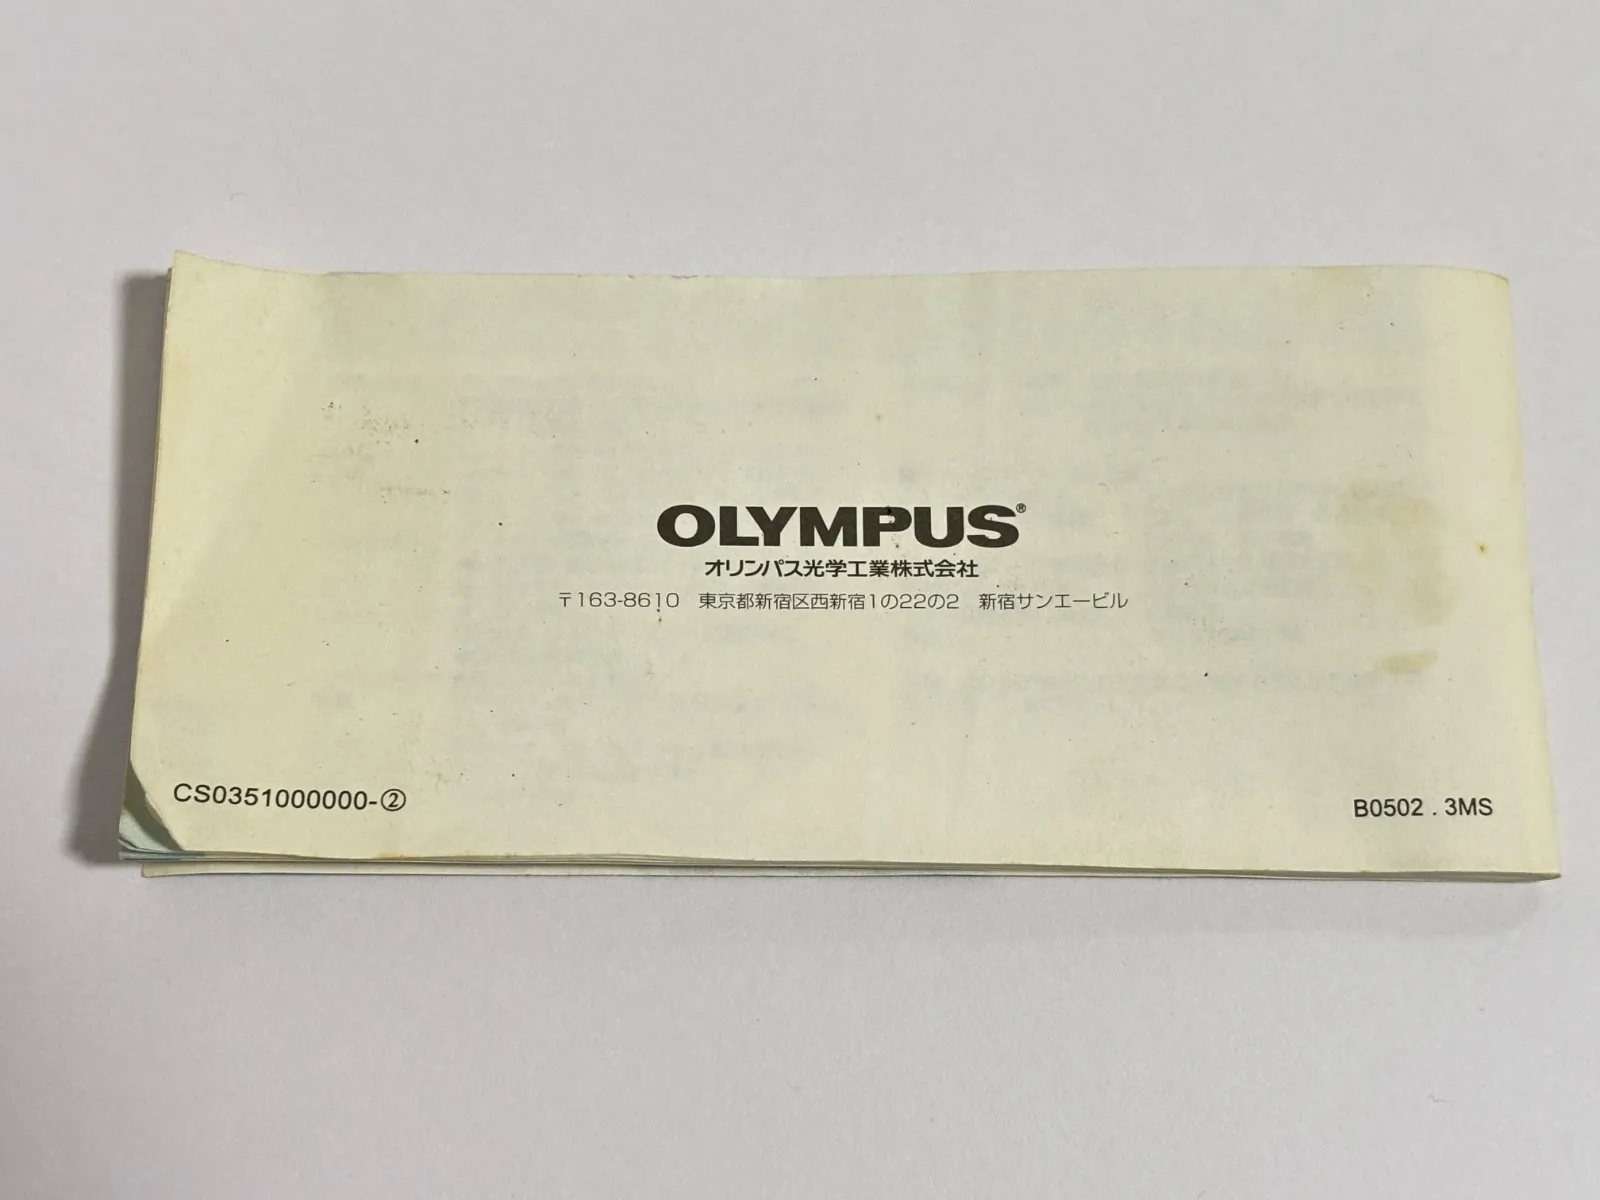 OLYMPUS®
オリンパス光学工業株式会社
〒163-8610 東京都新宿区西新宿1の22の2 新宿サンエービル
CS0351000000-②
B0502 . 3MS